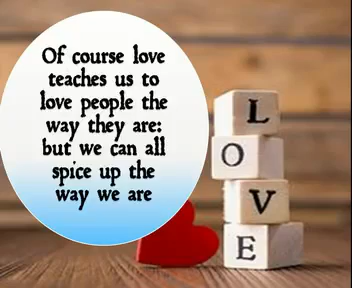 Of course love
teaches us to
love people the
way they are:
but we can all
spice up the
way we are
L
O
V
E